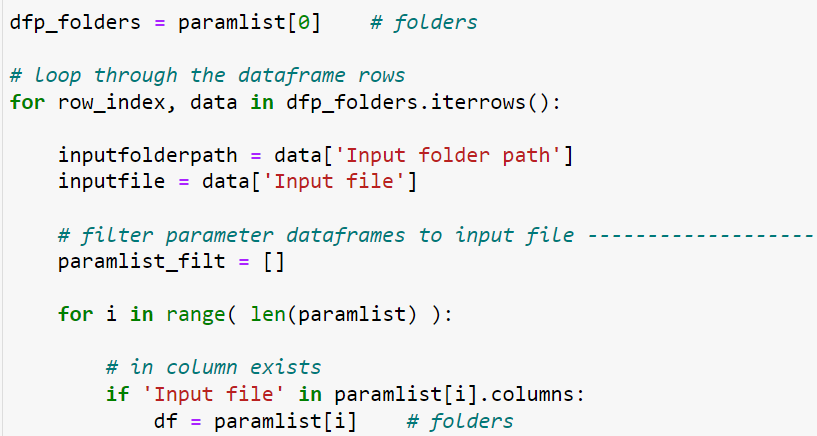 dfp_folders = paramlist[0]    # folders
# loop through the dataframe rows
for row_index, data in dfp_folders.iterrows():
    inputfolderpath = data['Input folder path']
    inputfile = data['Input file']
    # filter parameter dataframes to input file -------------------
    paramlist_filt = []
    for i in range( len(paramlist) ):
        # in column exists
        if 'Input file' in paramlist[i].columns:
            df = paramlist[i]    # folders